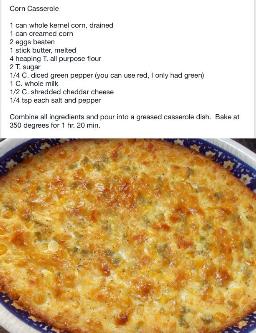 Corn Casserole
1 can whole kernel corn, drained
1 can creamed corn
2 eggs beaten
1 stick butter, melted
4 heaping T. all purpose flour
2 T. sugar
1/4 C. diced green pepper (you can use red, I only had green)
1 C. whole milk
1/2 C. shredded cheddar cheese
1/4 tsp each salt and pepper
Combine all ingredients and pour into a greased casserole dish.  Bake at
350 degrees for 1 hr. 20 min.